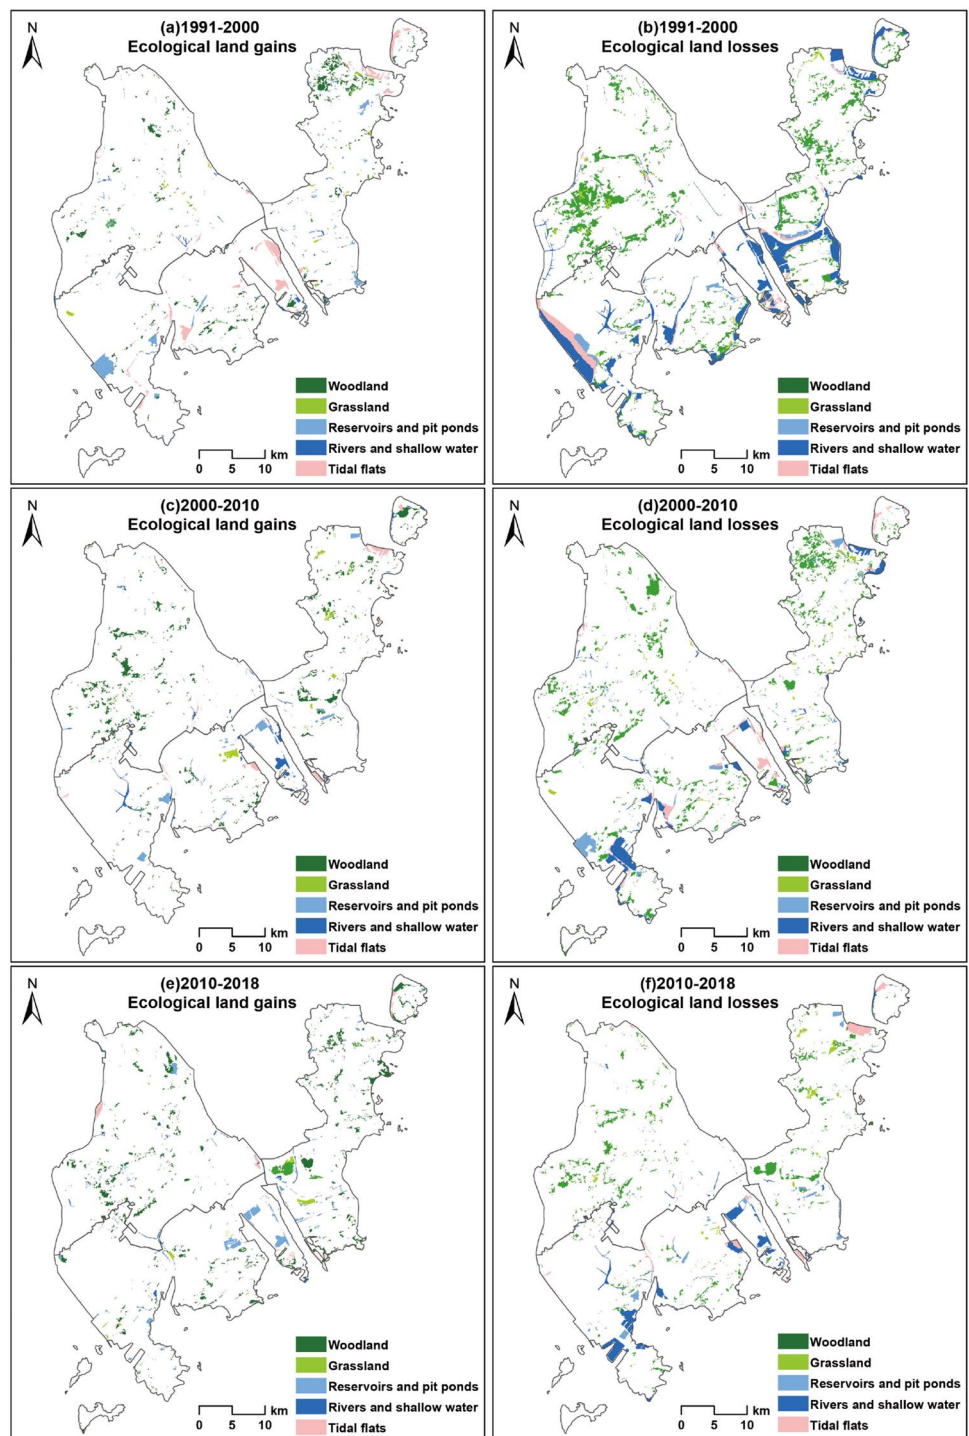 N
(a)1991-2000
Ecological land gains
Woodland
Grassland
Reservoirs and pit ponds
Rivers and shallow water
Tidal flats
km
0 5 10
N
(b)1991-2000
Ecological land losses
Woodland
Grassland
Reservoirs and pit ponds
Rivers and shallow water
Tidal flats
km
0 5 10
N
(c)2000-2010
Ecological land gains
Woodland
Grassland
Reservoirs and pit ponds
Rivers and shallow water
Tidal flats
km
0 5 10
N
(d)2000-2010
Ecological land losses
Woodland
Grassland
Reservoirs and pit ponds
Rivers and shallow water
Tidal flats
km
0 5 10
N
(e)2010-2018
Ecological land gains
Woodland
Grassland
Reservoirs and pit ponds
Rivers and shallow water
Tidal flats
km
0 5 10
N
(f)2010-2018
Ecological land losses
Woodland
Grassland
Reservoirs and pit ponds
Rivers and shallow water
Tidal flats
km
0 5 10